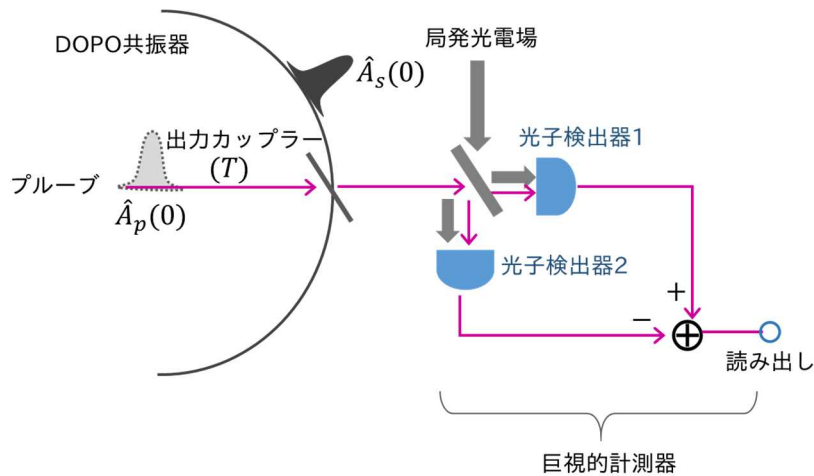 DOPO共振器
Âs(0)
局発光電場
出力カップラー
(T)
光子検出器1
プルーブ
Âp(0)
光子検出器2
+
−
読み出し
巨視的計測器